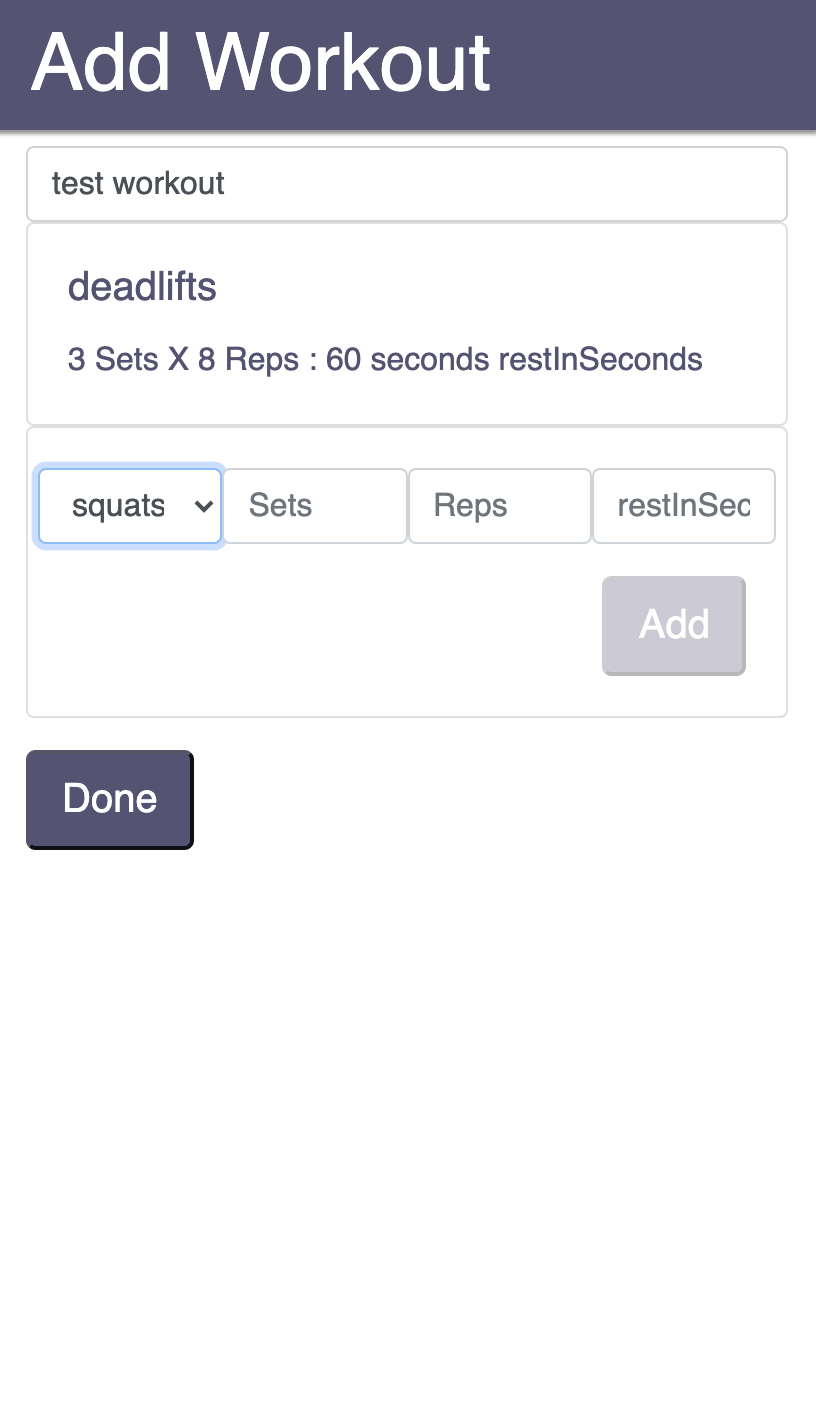 Add Workout
test workout
deadlifts
3 Sets X 8 Reps : 60 seconds restInSeconds
squats Sets Reps restInSec
Add
Done